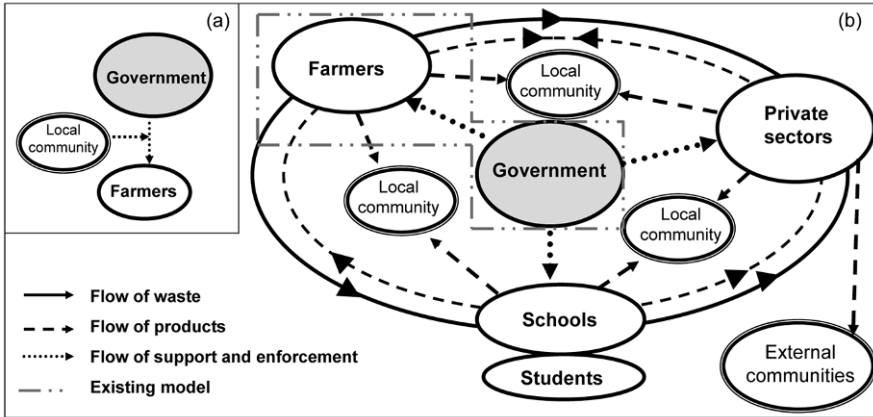 (a)
Government
Local
community
Farmers
(b)
Farmers
Local
community
Private
sectors
Government
Local
community
Local
community
Schools
Students
External
communities
Flow of waste
Flow of products
Flow of support and enforcement
Existing model